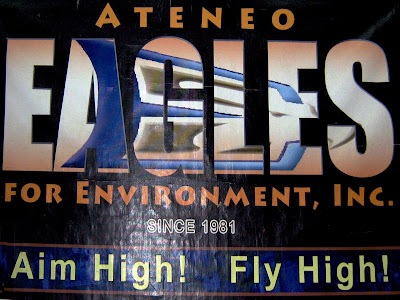 ATENEO
EAGLES
FOR ENVIRONMENT, INC.
SINCE 1981
Aim High! Fly High!